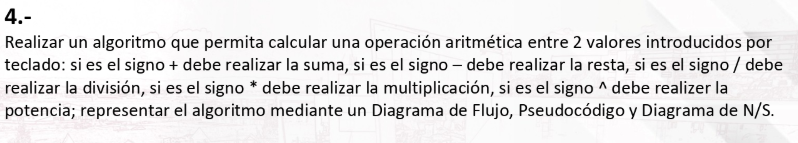 4.-
Realizar un algoritmo que permita calcular una operación aritmética entre 2 valores introducidos por
teclado: si es el signo + debe realizar la suma, si es el signo – debe realizar la resta, si es el signo / debe
realizar la división, si es el signo * debe realizar la multiplicación, si es el signo ^ debe realizer la
potencia; representar el algoritmo mediante un Diagrama de Flujo, Pseudocódigo y Diagrama de N/S.